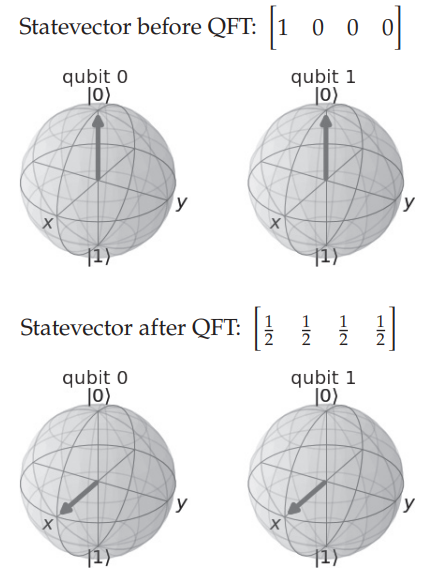 Statevector before QFT: [1 0 0 0]
qubit 0 qubit 1
|0⟩ |0⟩
x y x y
|1⟩ |1⟩
Statevector after QFT: [1/2 1/2 1/2 1/2]
qubit 0 qubit 1
|0⟩ |0⟩
x y x y
|1⟩ |1⟩